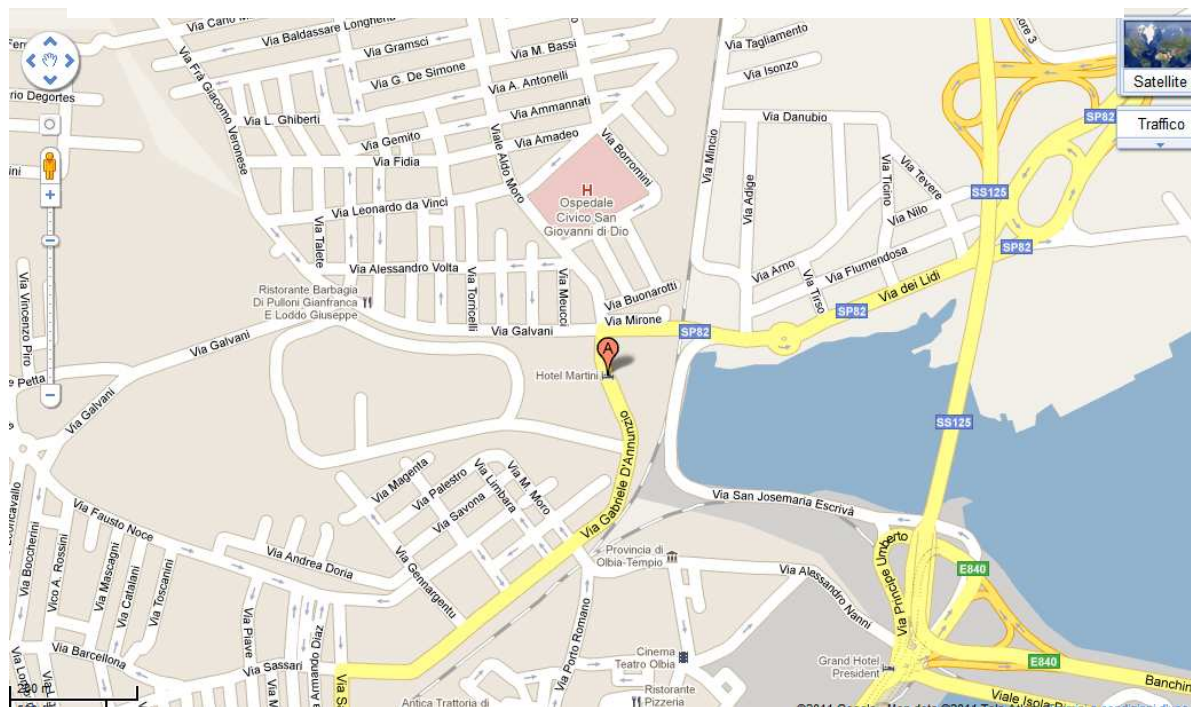 Via Baldassare Longhena
Via Gramsci
Via M. Bassi
Via Tagliamento
Via Isonzo
Satellite
Traffico
Via G. De Simone
Via A. Antonelli
Via Frà Giacomo Varonese
Via Ammannati
Via L. Ghiberti
Via Gemito
Via Amadeo
Via Fidia
Viale Aldo Moro
Via Borromini
Via Mincio
Via Danubio
SP82
Via Adige
Via Ticino
Via Tevere
SS125
H
Ospedale
Civico San
Giovanni di Dio
Via Leonardo da Vinci
Via Talete
Via Nilo
SP82
Via Alessandro Volta
Via Torricelli
Via Meucci
Via Arno
Via Tirso
Via Flumendosa
Via dei Lidi
Via Vincenzo Piro
Ristorante Barbagia
Di Pulloni Gianfranca
E Loddo Giuseppe
Via Buonarotti
Via Mirone
SP82
SP82
Via Galvani
Via Galvani
A
Hotel Martini
Via Galvani
SS125
Via Gabriele D'Annunzio
Via Magenta
Via Palestro
Via Savona
Via Limbara
Via M. Moro
Via San Josemaria Escrivà
Via Fausto Noce
Via Boccherini
Vico A. Rossini
Via Mascagni
Via Catalani
Via Toscanini
Via Andrea Doria
Via Gennargentu
Provincia di
Olbia-Tempio
Via Alessandro Nanni
Via Principe Umberto
E840
Via Piave
Via Barcellona
Via Sassari
Armando Diaz
Via Porto Romano
Cinema
Teatro Olbia
Grand Hotel
President
E840
Banchin
Ristorante
Pizzeria
Antica Trattoria di
Viale Isola
200 m